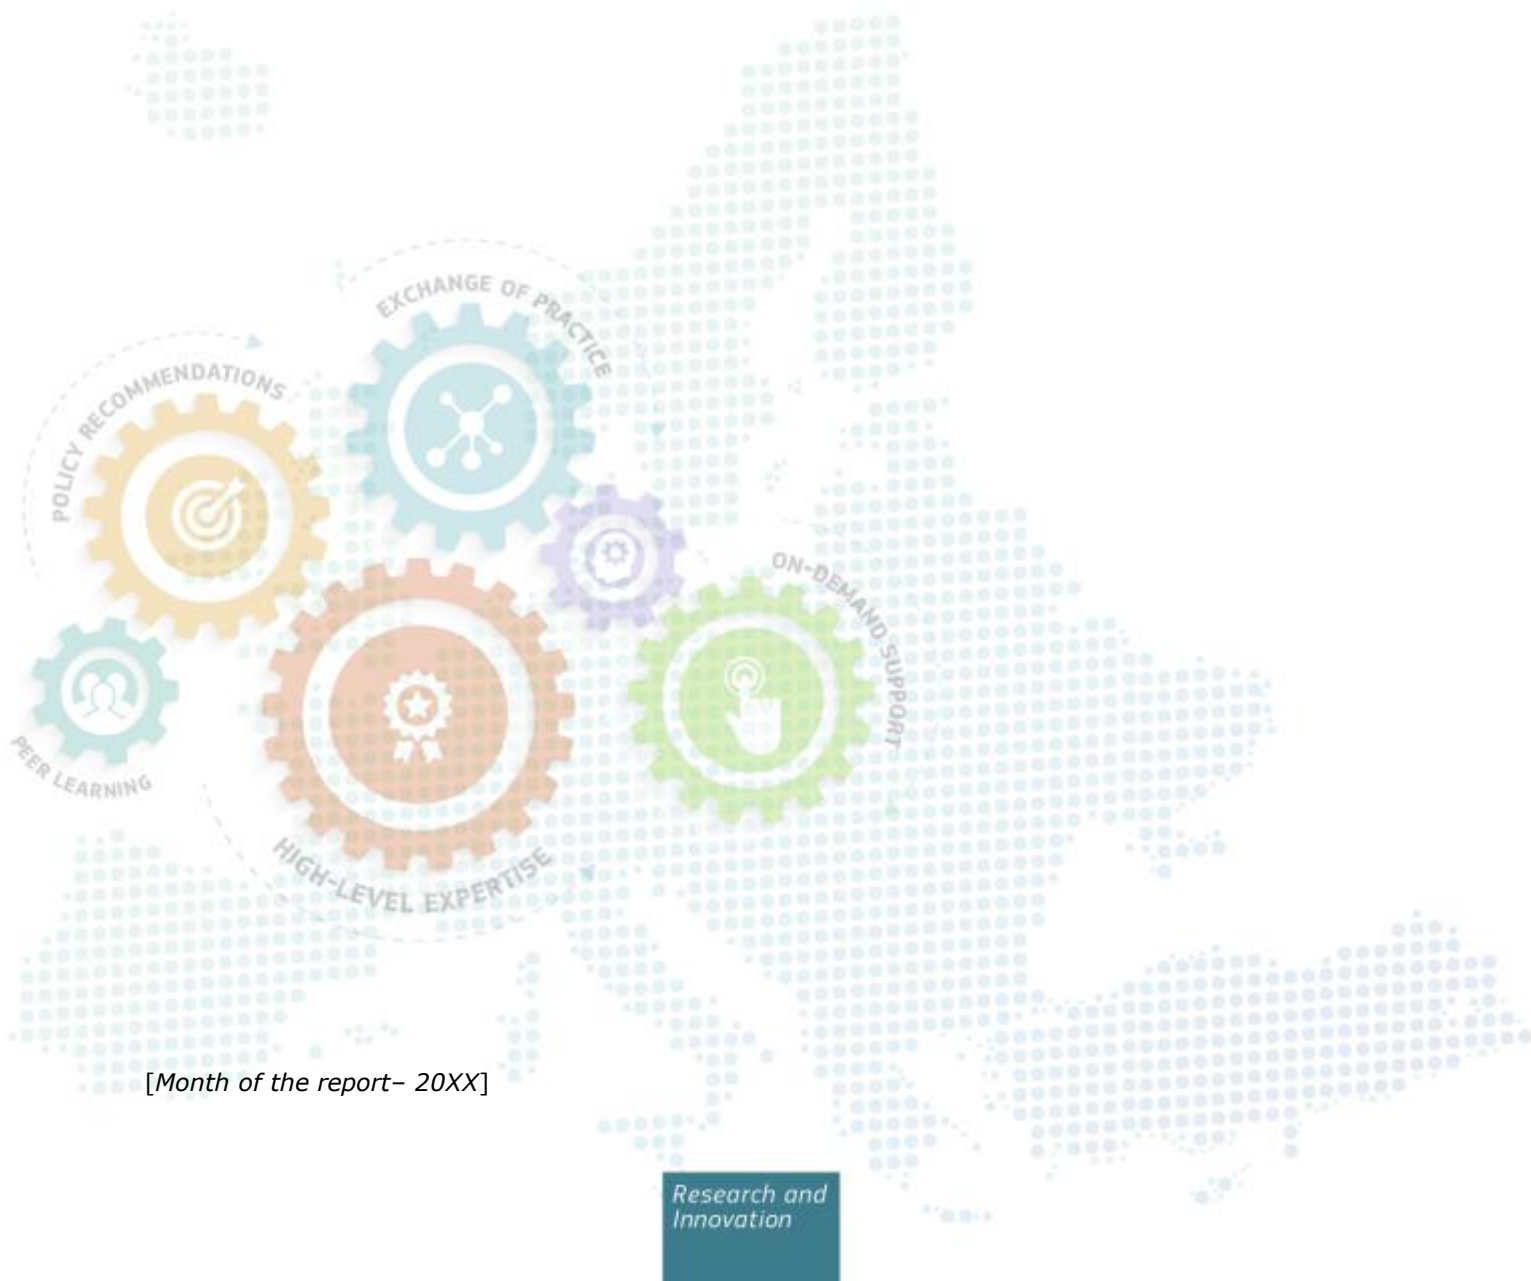 EXCHANGE OF PRACTICE
POLICY RECOMMENDATIONS
ON-DEMAND SUPPORT
PEER LEARNING
HIGH-LEVEL EXPERTISE
[Month of the report– 20XX]
Research and
Innovation